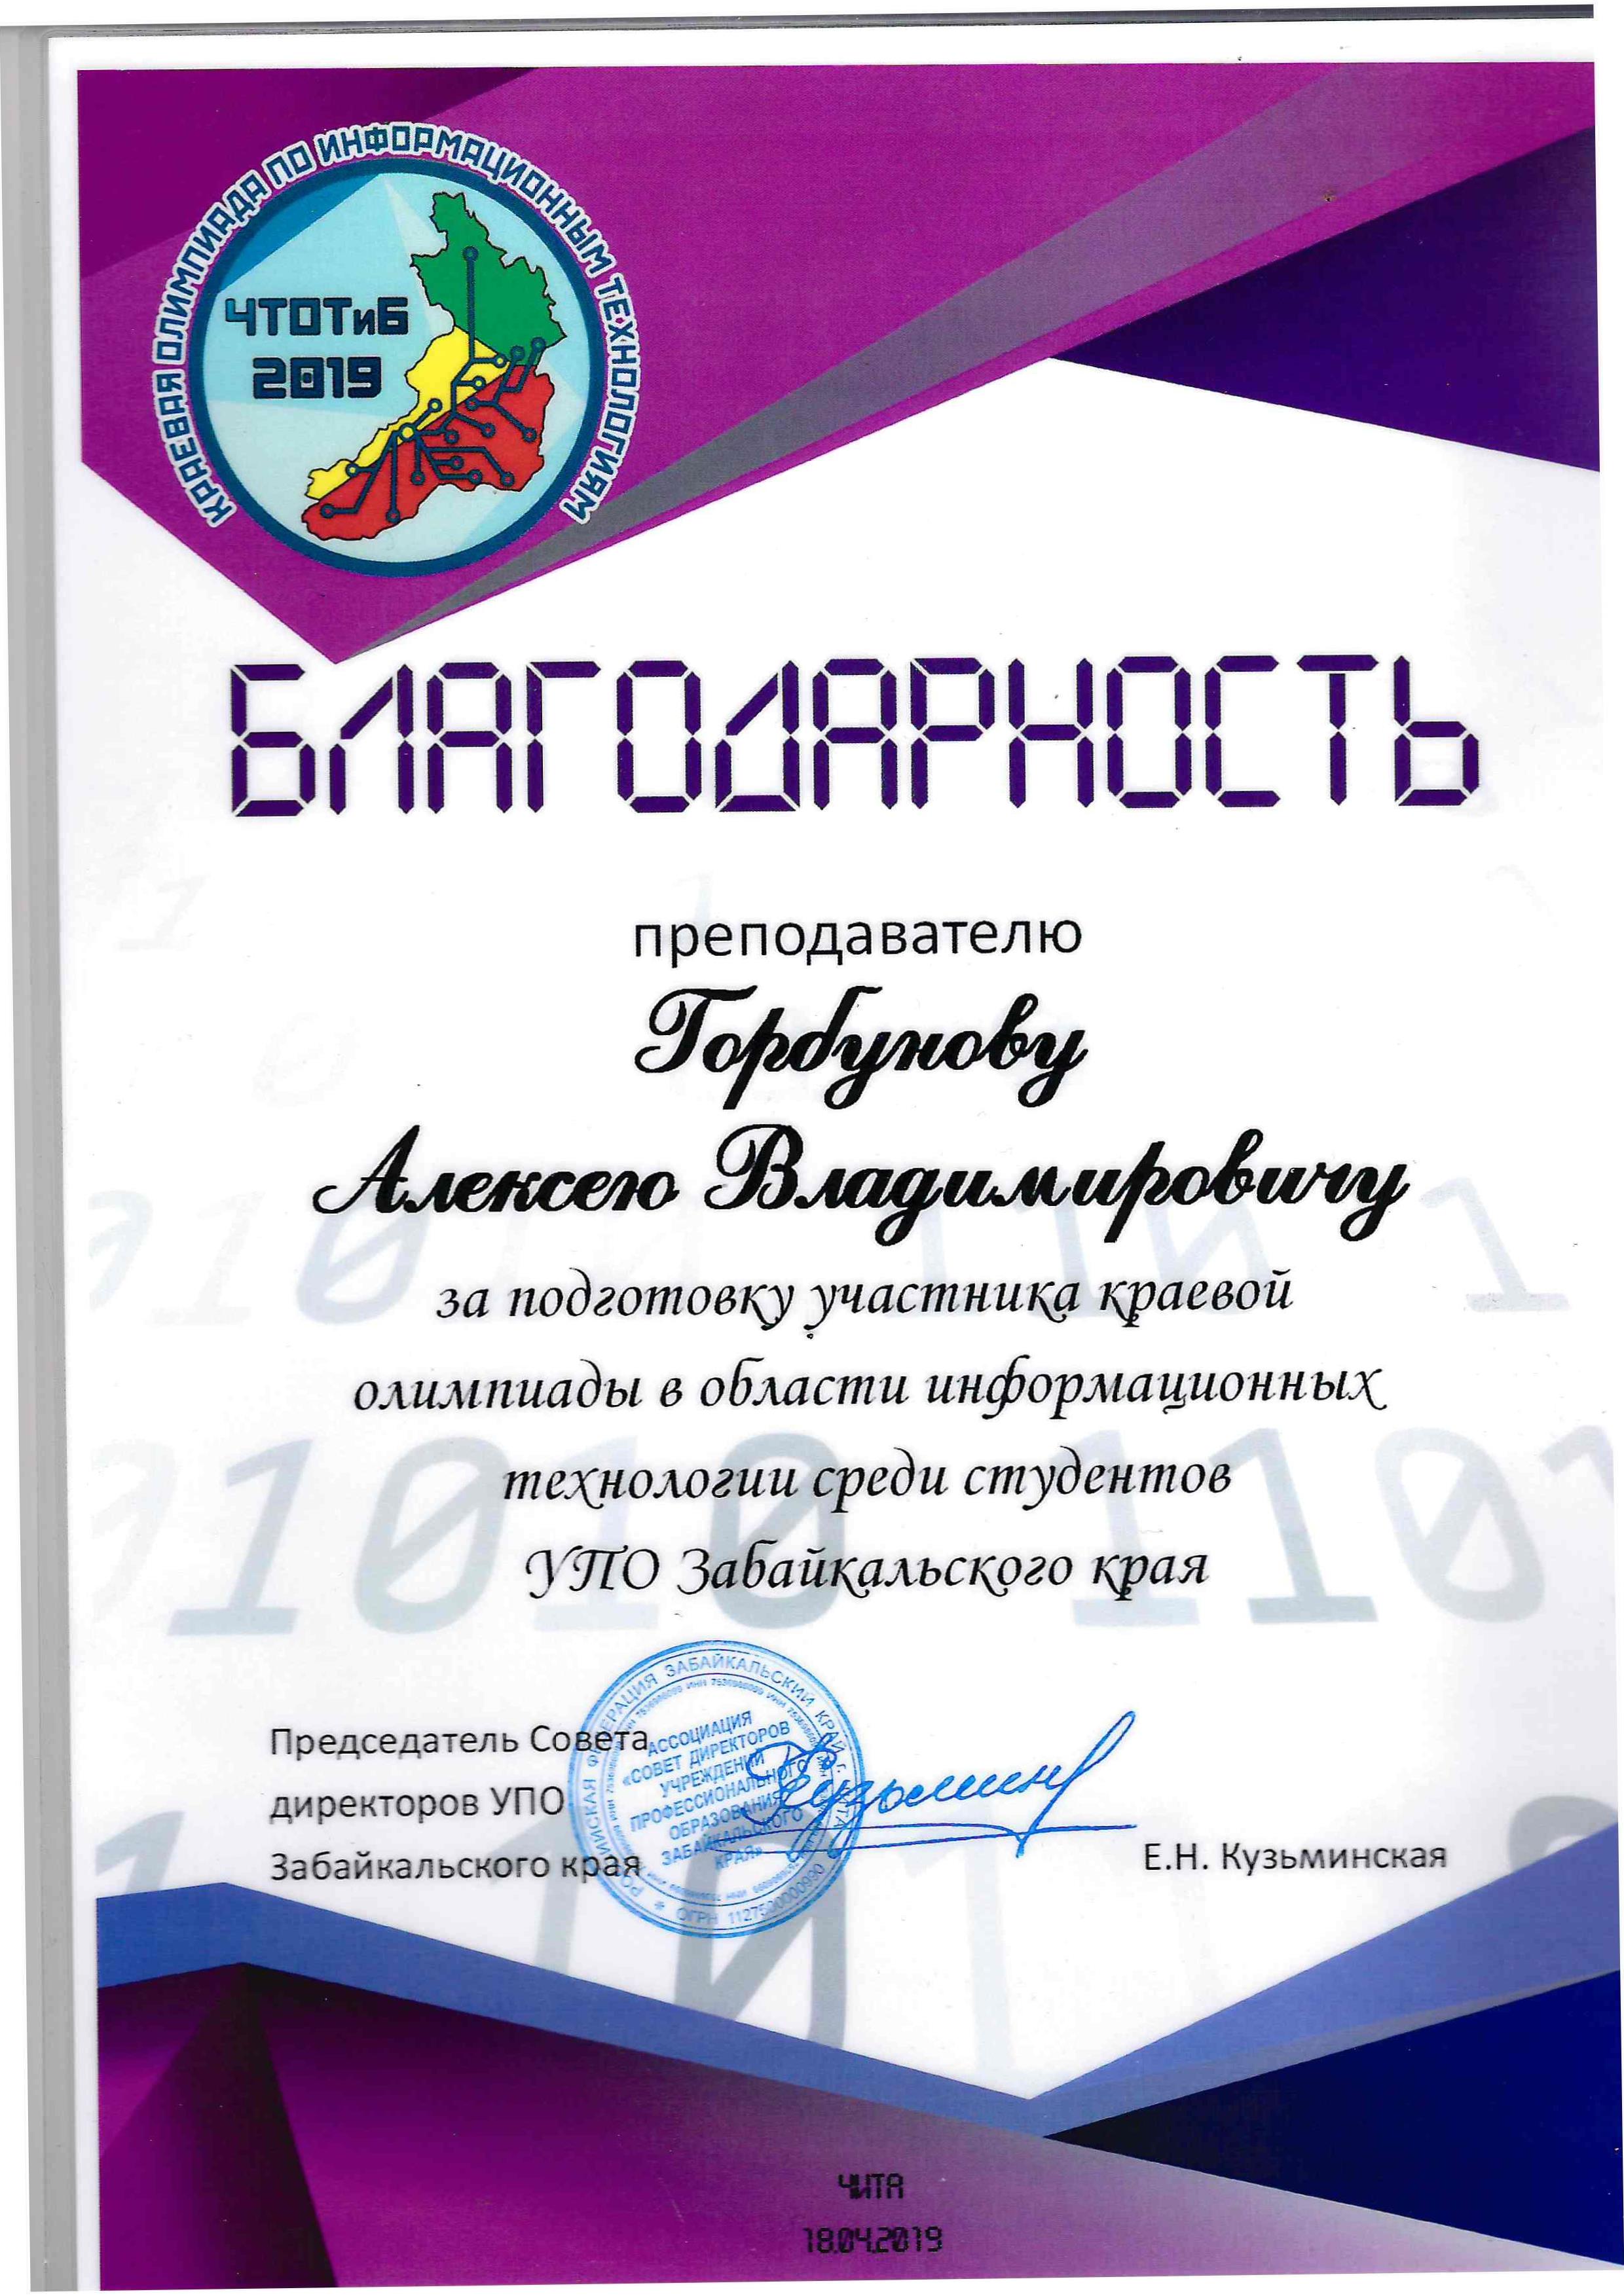 КРАЕВАЯ ОЛИМПИАДА ПО ИНФОРМАЦИОННЫМ ТЕХНОЛОГИЯМ
ЧТОТиБ
2019
БЛАГОДАРНОСТЬ
преподавателю
Горбунову
Алексею Владимировичу
за подготовку участника краевой
олимпиады в области информационных
технологии среди студентов
УПО Забайкальского края
Председатель Совета
директоров УПО
Забайкальского края
РОССИЙСКАЯ ФЕДЕРАЦИЯ ЗАБАЙКАЛЬСКИЙ КРАЙ г. ЧИТА
АССОЦИАЦИЯ
«СОВЕТ ДИРЕКТОРОВ
УЧРЕЖДЕНИЙ
ПРОФЕССИОНАЛЬНОГО
ОБРАЗОВАНИЯ
ЗАБАЙКАЛЬСКОГО
КРАЯ»
* ОГРН 1127500000990
Е.Н. Кузьминская
ЧИТА
18.04.2019